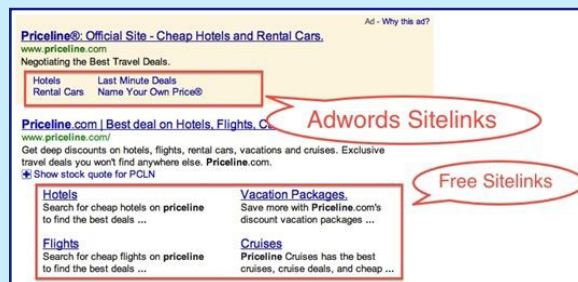 Ad - Why this ad?
Priceline®: Official Site - Cheap Hotels and Rental Cars.
www.priceline.com
Negotiating the Best Travel Deals.
Hotels Last Minute Deals
Rental Cars Name Your Own Price®
Adwords Sitelinks
Priceline.com | Best deal on Hotels, Flights,
www.priceline.com/
Get deep discounts on hotels, flights, rental cars, vacations and cruises. Exclusive
travel deals you won't find anywhere else. Priceline.com.
Show stock quote for PCLN
Free Sitelinks
Hotels
Search for cheap hotels on priceline
to find the best deals ...
Vacation Packages.
Save more with Priceline.com's
discount vacation packages ...
Flights
Search for cheap flights on priceline
to find the best deals ...
Cruises
Priceline Cruises has the best
cruises, cruise deals, and cheap ...